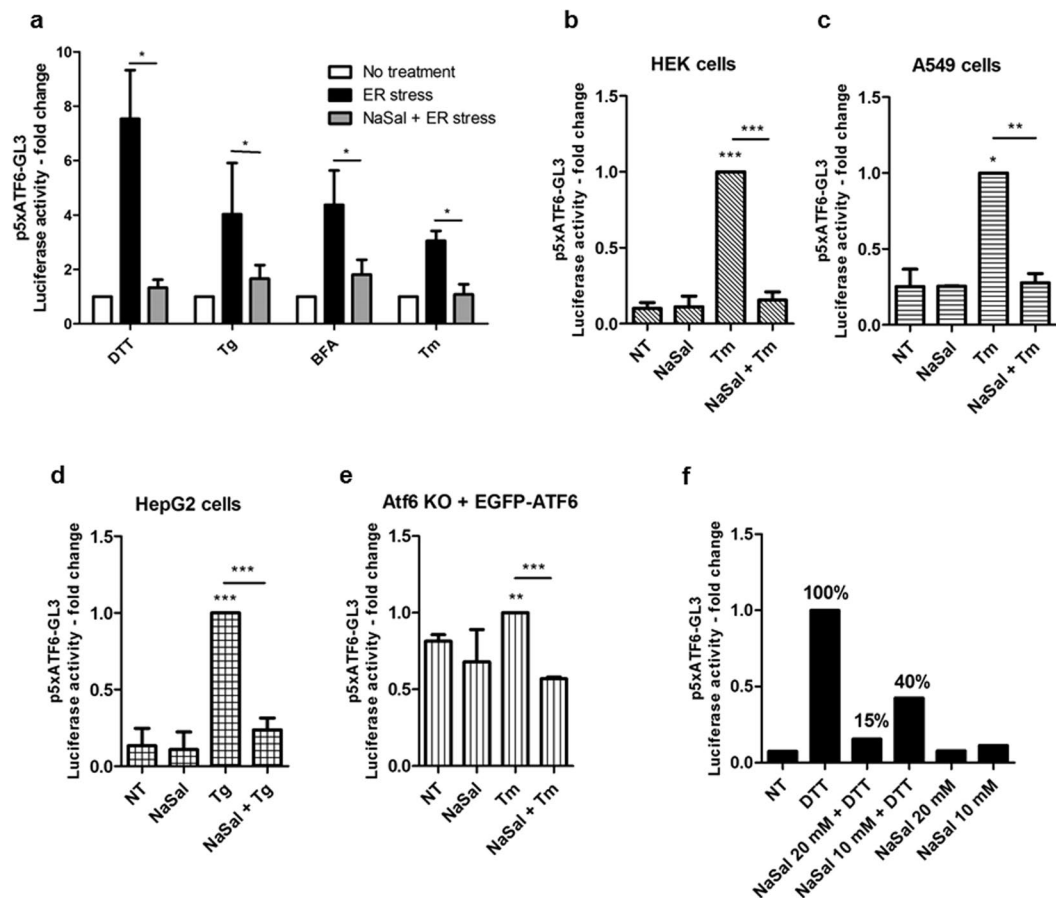 a
p5xATF6-GL3
Luciferase activity - fold change
10
8
6
4
2
0
*
*
*
*
No treatment
ER stress
NaSal + ER stress
DTT
Tg
BFA
Tm
b
HEK cells
p5xATF6-GL3
Luciferase activity - fold change
1.5
1.0
0.5
0.0
***
***
NT
NaSal
Tm
NaSal + Tm
c
A549 cells
p5xATF6-GL3
Luciferase activity - fold change
1.5
1.0
0.5
0.0
**
*
NT
NaSal
Tm
NaSal + Tm
d
HepG2 cells
p5xATF6-GL3
Luciferase activity - fold change
1.5
1.0
0.5
0.0
***
***
NT
NaSal
Tg
NaSal + Tg
e
Atf6 KO + EGFP-ATF6
p5xATF6-GL3
Luciferase activity - fold change
1.5
1.0
0.5
0.0
***
**
NT
NaSal
Tm
NaSal + Tm
f
p5xATF6-GL3
Luciferase activity - fold change
1.5
1.0
0.5
0.0
100%
15%
40%
NT
DTT
NaSal 20 mM + DTT
NaSal 10 mM + DTT
NaSal 20 mM
NaSal 10 mM